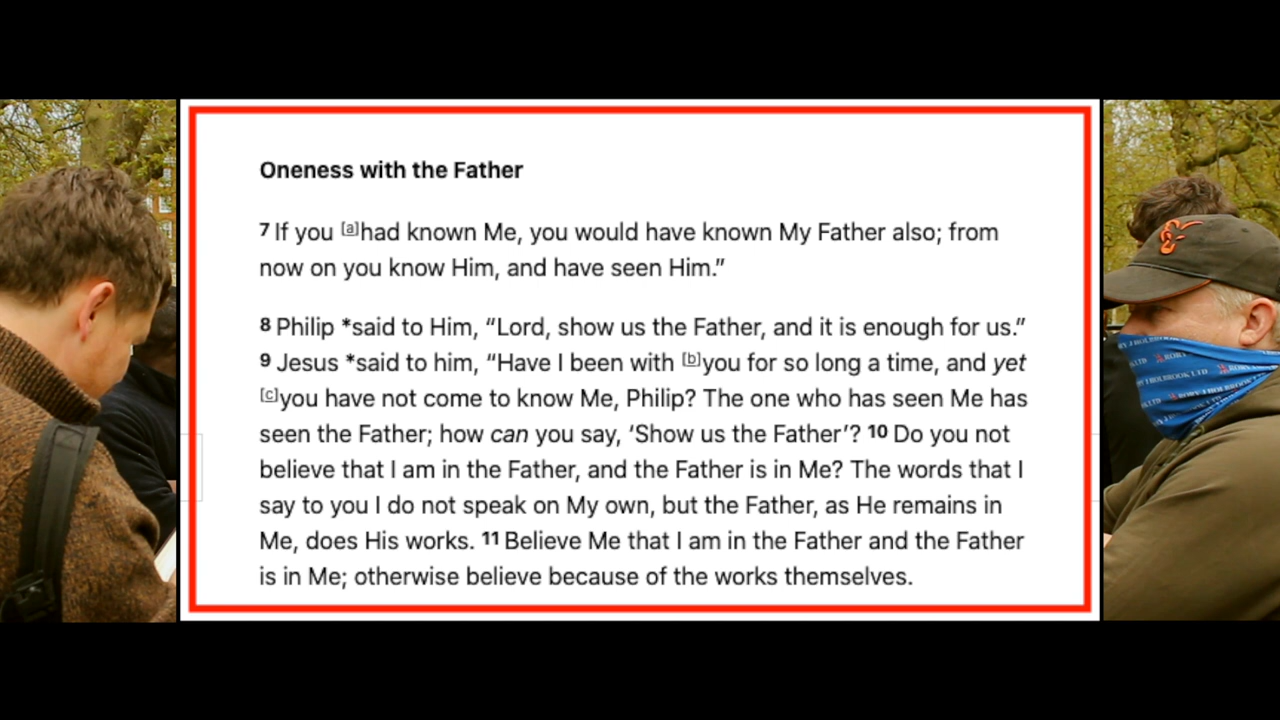 Oneness with the Father
7 If you [a]had known Me, you would have known My Father also; from
now on you know Him, and have seen Him.”
8 Philip *said to Him, “Lord, show us the Father, and it is enough for us.”
9 Jesus *said to him, “Have I been with [b]you for so long a time, and yet
[c]you have not come to know Me, Philip? The one who has seen Me has
seen the Father; how can you say, ‘Show us the Father’? 10 Do you not
believe that I am in the Father, and the Father is in Me? The words that I
say to you I do not speak on My own, but the Father, as He remains in
Me, does His works. 11 Believe Me that I am in the Father and the Father
is in Me; otherwise believe because of the works themselves.